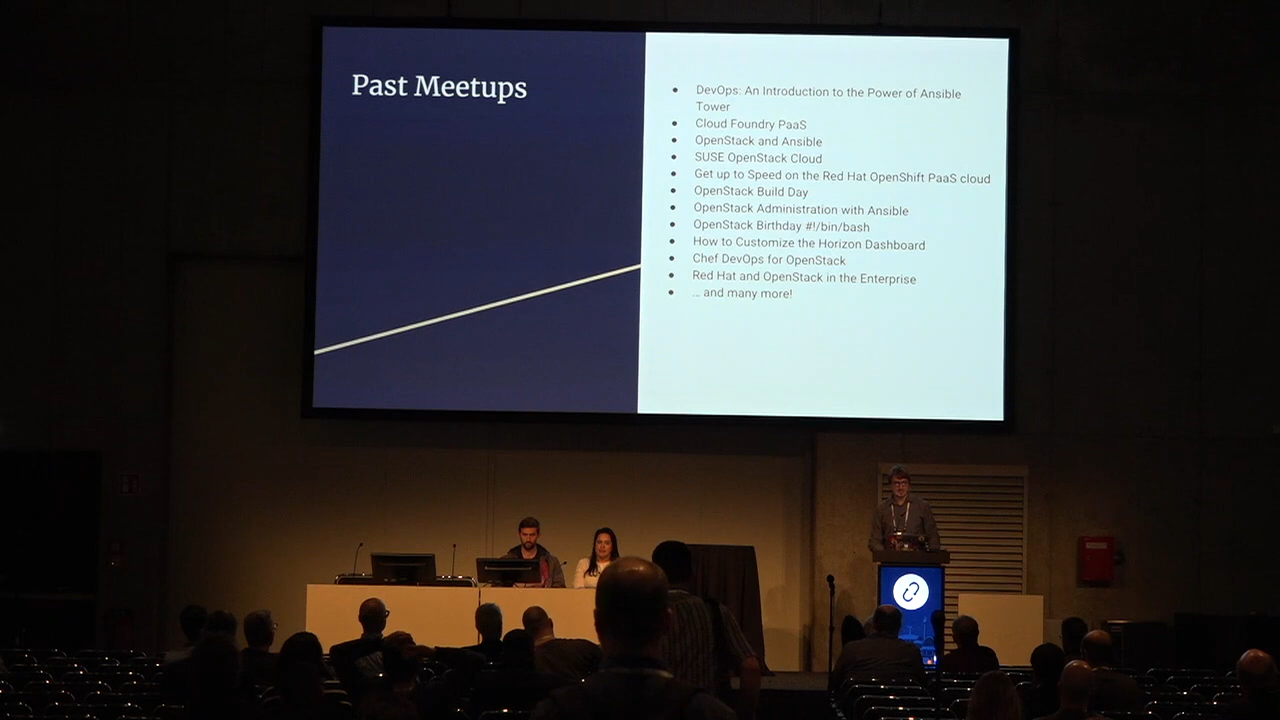 Past Meetups
DevOps: An Introduction to the Power of Ansible
Tower
Cloud Foundry PaaS
OpenStack and Ansible
SUSE OpenStack Cloud
Get up to Speed on the Red Hat OpenShift PaaS cloud
OpenStack Build Day
OpenStack Administration with Ansible
OpenStack Birthday #!/bin/bash
How to Customize the Horizon Dashboard
Chef DevOps for OpenStack
Red Hat and OpenStack in the Enterprise
... and many more!